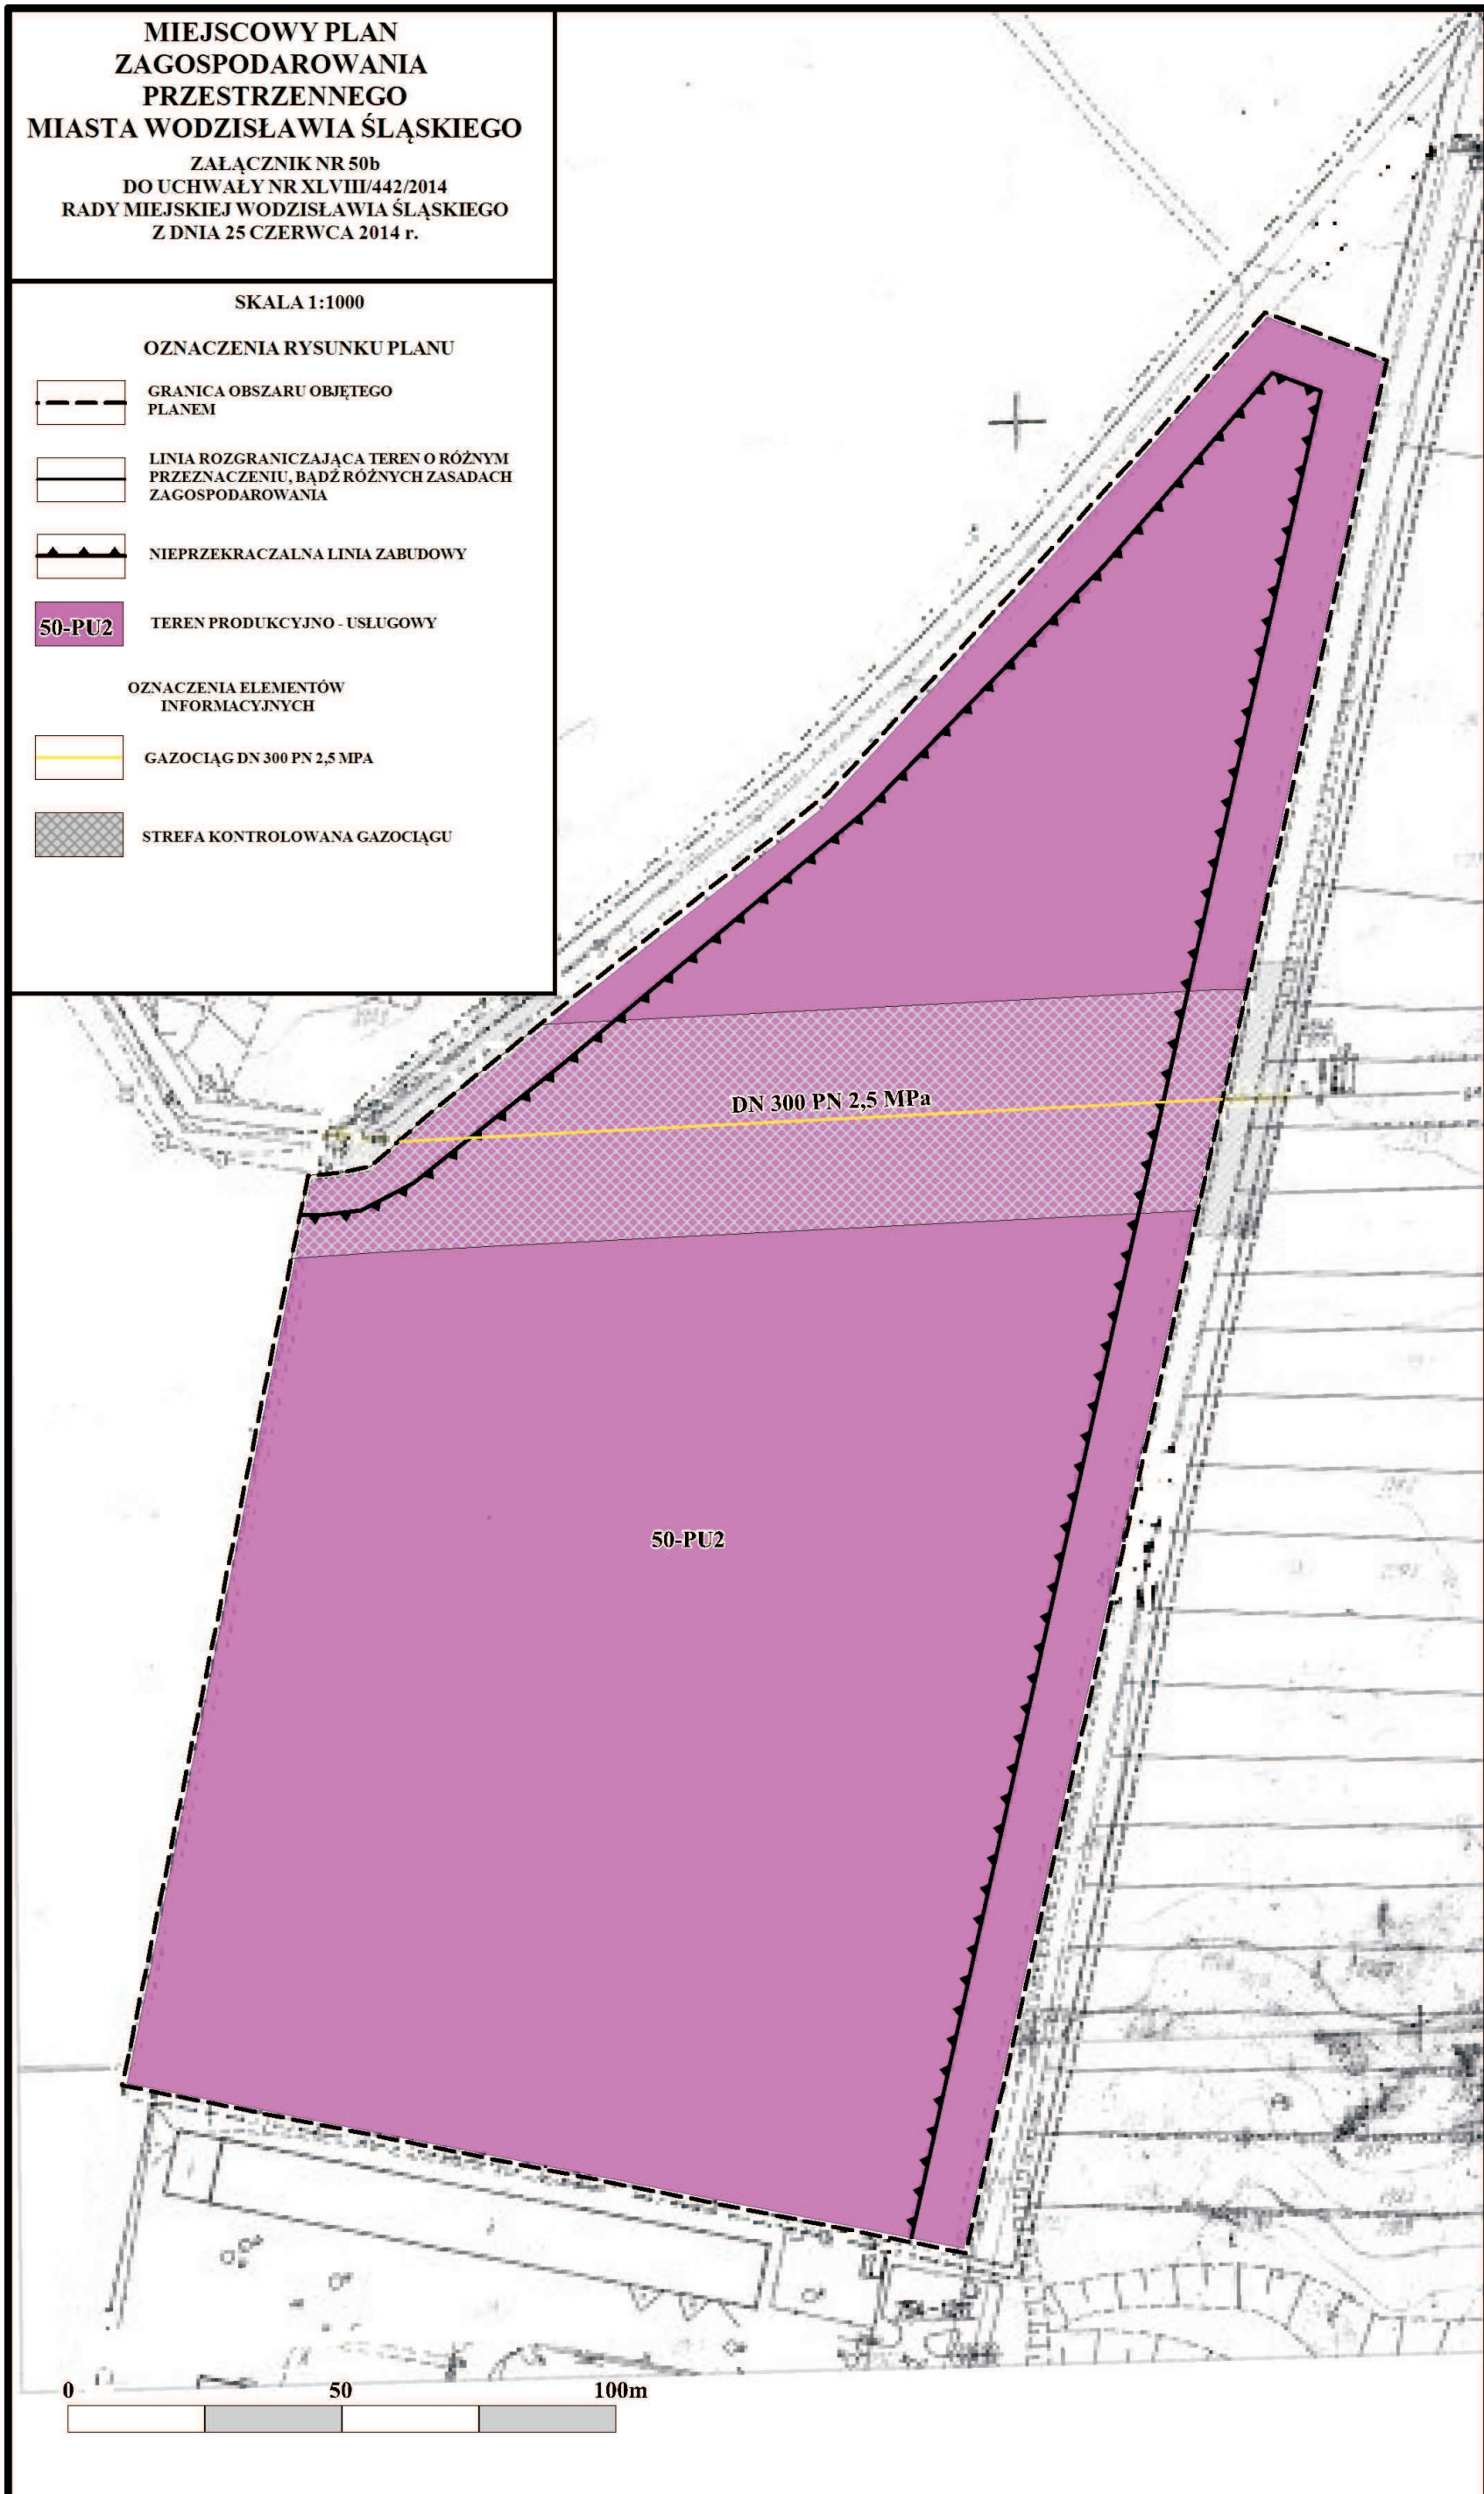 MIEJSCOWY PLAN
ZAGOSPODAROWANIA
PRZESTRZENNEGO
MIASTA WODZISŁAWIA ŚLĄSKIEGO
ZAŁĄCZNIK NR 50b
DO UCHWAŁY NR XLVIII/442/2014
RADY MIEJSKIEJ WODZISŁAWIA ŚLĄSKIEGO
Z DNIA 25 CZERWCA 2014 r.
SKALA 1:1000
OZNACZENIA RYSUNKU PLANU
GRANICA OBSZARU OBJĘTEGO
PLANEM
LINIA ROZGRANICZAJĄCA TEREN O RÓŻNYM
PRZEZNACZENIU, BĄDŹ RÓŻNYCH ZASADACH
ZAGOSPODAROWANIA
NIEPRZEKRACZALNA LINIA ZABUDOWY
50-PU2 TEREN PRODUKCYJNO - USŁUGOWY
OZNACZENIA ELEMENTÓW
INFORMACYJNYCH
GAZOCIĄG DN 300 PN 2,5 MPA
STREFA KONTROLOWANA GAZOCIĄGU
DN 300 PN 2,5 MPa
50-PU2
0 50 100m